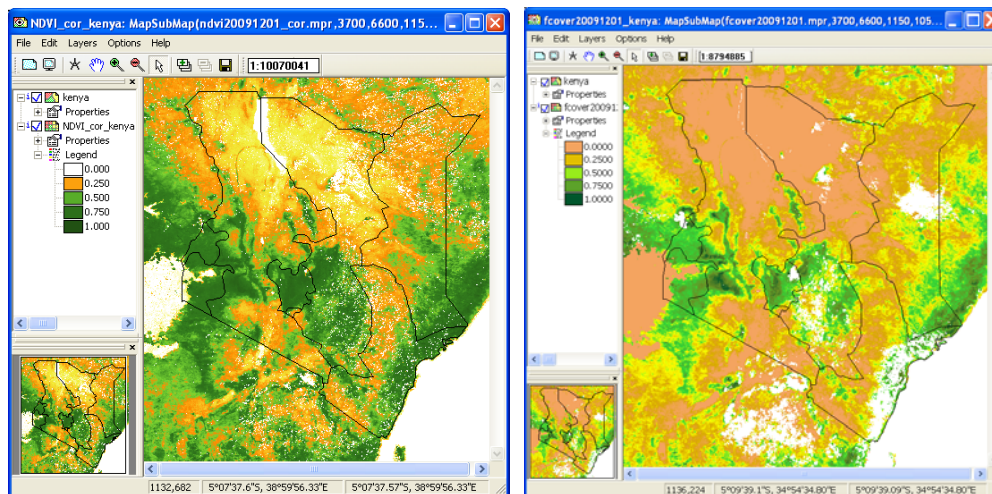 NDVI_cor_kenya: MapSubMap(ndvi20091201_cor.mpr,3700,6600,115...
File Edit Layers Options Help
1:10070041
kenya
Properties
NDVI_cor_kenya
Properties
Legend
0.000
0.250
0.500
0.750
1.000
1132,682 5°07'37.6"S, 38°59'56.33"E 5°07'37.57"S, 38°59'56.33"E
fcover20091201_kenya: MapSubMap(fcover20091201.mpr,3700,6600,1150,105...
File Edit Layers Options Help
1:8794885
kenya
Properties
fcover20091
Properties
Legend
0.0000
0.2500
0.5000
0.7500
1.0000
1136,224 5°09'39.1"S, 34°54'34.80"E 5°09'39.09"S, 34°54'34.80"E